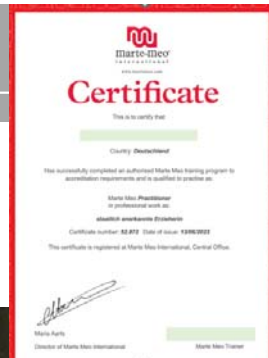 marte-meo®
international
www.martemeo.com
Certificate
This is to certify that
Country: Deutschland
Has successfully completed an authorised Marte Meo training program to
accreditation requirements and is qualified to practise as:
Marte Meo Practitioner
in professional work as:
staatlich anerkannte Erzieherin
Certificate number: 52.872 Date of issue: 13/06/2023
This certificate is registered at Marte Meo International, Central Office.
Maria Aarts
Director of Marte Meo International
Marte Meo Trainer